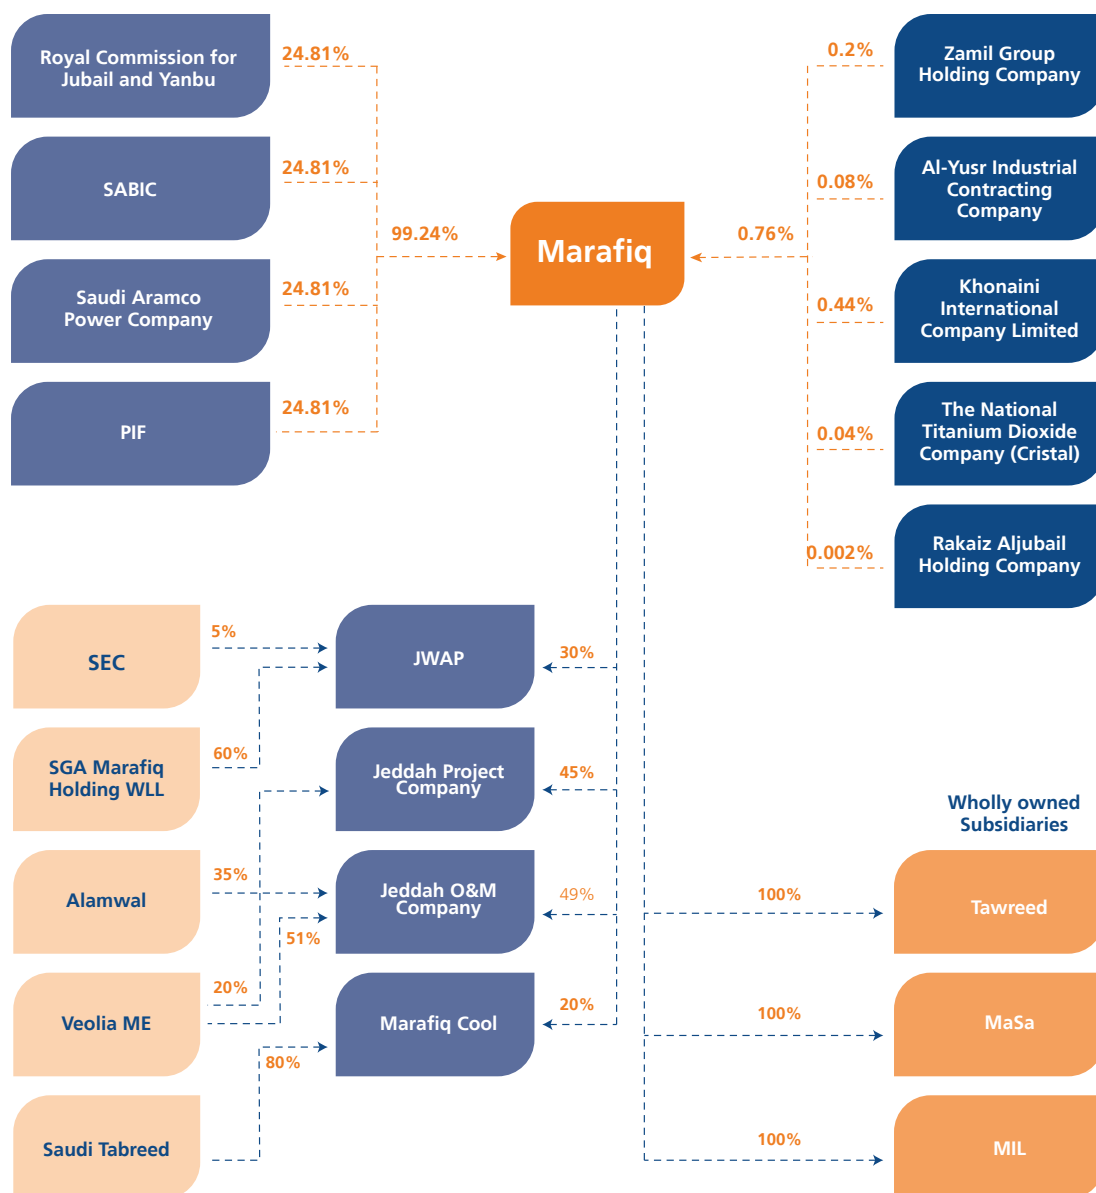 Royal Commission for
Jubail and Yanbu
24.81%
SABIC
24.81%
Saudi Aramco
Power Company
24.81%
PIF
24.81%
99.24%
Marafiq
0.76%
0.2%
Zamil Group
Holding Company
0.08%
Al-Yusr Industrial
Contracting
Company
0.44%
Khonaini
International
Company Limited
0.04%
The National
Titanium Dioxide
Company (Cristal)
0.002%
Rakaiz Aljubail
Holding Company
SEC
5%
JWAP
30%
SGA Marafiq
Holding WLL
60%
Jeddah Project
Company
45%
Alamwal
35%
Jeddah O&M
Company
49%
51%
Veolia ME
20%
Marafiq Cool
20%
80%
Saudi Tabreed
Wholly owned
Subsidiaries
100%
Tawreed
100%
MaSa
100%
MIL